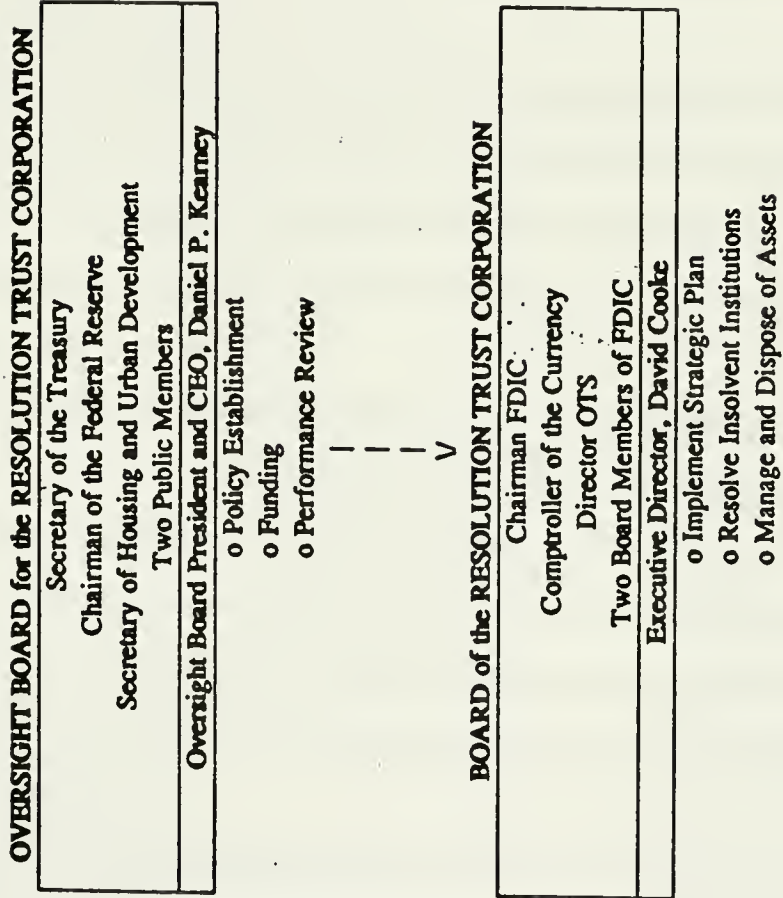 OVERSIGHT BOARD for the RESOLUTION TRUST CORPORATION
Secretary of the Treasury
Chairman of the Federal Reserve
Secretary of Housing and Urban Development
Two Public Members
Oversight Board President and CEO, Daniel P. Kearney
o Policy Establishment
o Funding
o Performance Review
BOARD of the RESOLUTION TRUST CORPORATION
Chairman FDIC
Comptroller of the Currency
Director OTS
Two Board Members of FDIC
Executive Director, David Cooke
o Implement Strategic Plan
o Resolve Insolvent Institutions
o Manage and Dispose of Assets